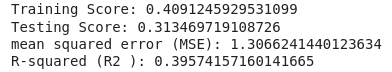 Training Score: 0.4091245929531099
Testing Score: 0.313469719108726
mean squared error (MSE): 1.3066241440123634
R-squared (R2 ): 0.39574157160141665